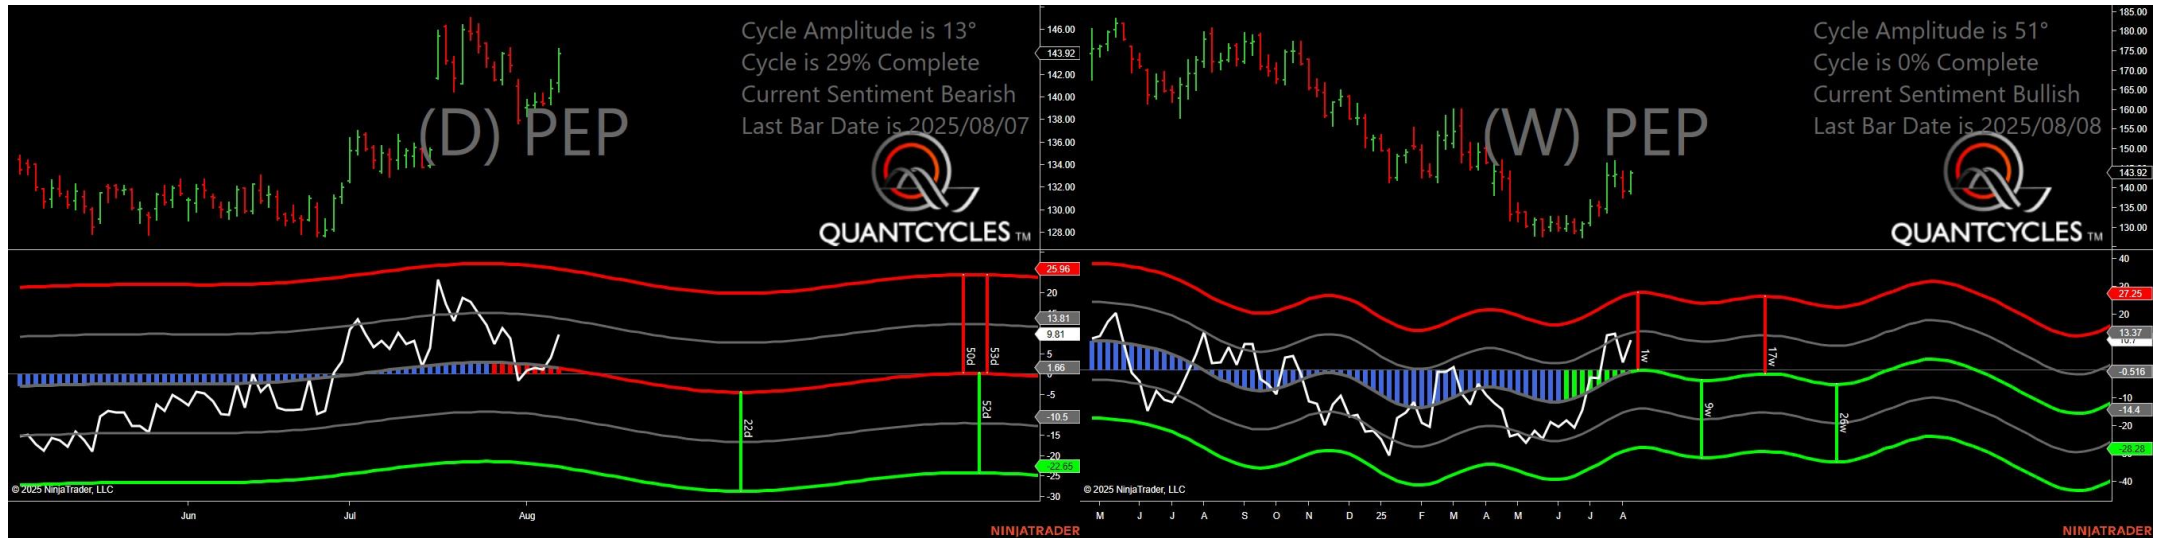 Cycle Amplitude is 13°
Cycle is 29% Complete
Current Sentiment Bearish
Last Bar Date is 2025/08/07
(D) PEP
QUANTCYCLES TM
146.00
143.92
142.00
140.00
138.00
136.00
134.00
132.00
130.00
128.00
25.96
20
13.81
9.81
5
1.66
-5
-10.5
-15
-20
-22.65
-25
-30
50d
53d
22d
52d
© 2025 NinjaTrader, LLC
Jun
Jul
Aug
NINJATRADER
Cycle Amplitude is 51°
Cycle is 0% Complete
Current Sentiment Bullish
Last Bar Date is 2025/08/08
(W) PEP
QUANTCYCLES TM
185.00
180.00
175.00
170.00
165.00
160.00
155.00
150.00
143.92
140.00
135.00
130.00
40
27.25
20
13.37
10.7
-0.516
-10
-14.4
-20
-28.28
-40
1w
17w
9w
26w
© 2025 NinjaTrader, LLC
M J J A S O N D 25 F M A M J J A
NINJATRADER